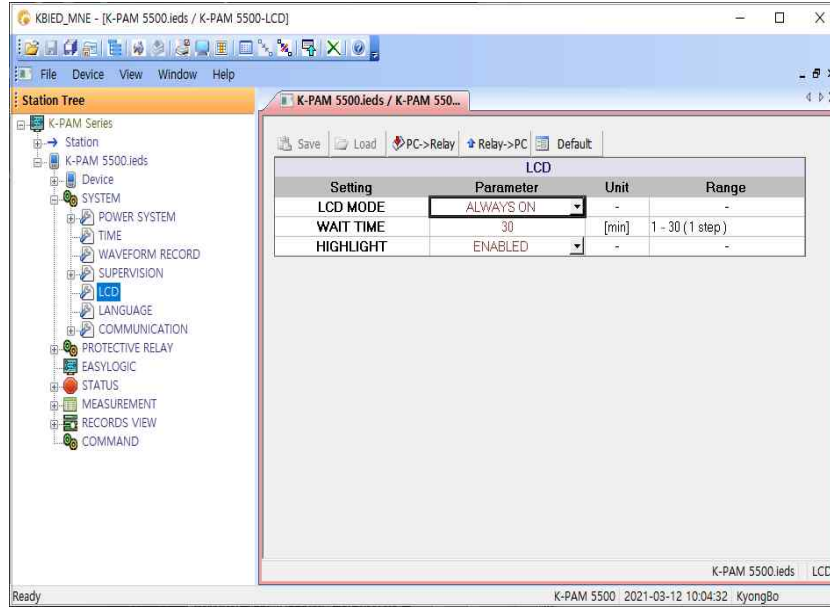 KBIED_MNE - [K-PAM 5500.ieds / K-PAM 5500-LCD]
File Device View Window Help
Station Tree
K-PAM Series
Station
K-PAM 5500.ieds
Device
SYSTEM
POWER SYSTEM
TIME
WAVEFORM RECORD
SUPERVISION
LCD
LANGUAGE
COMMUNICATION
PROTECTIVE RELAY
EASYLOGIC
STATUS
MEASUREMENT
RECORDS VIEW
COMMAND
K-PAM 5500.ieds / K-PAM 550...
Save Load PC->Relay Relay->PC Default
LCD
Setting Parameter Unit Range
LCD MODE ALWAYS ON - -
WAIT TIME 30 [min] 1 - 30 ( 1 step )
HIGHLIGHT ENABLED - -
K-PAM 5500.ieds LCD
Ready K-PAM 5500 2021-03-12 10:04:32 KyongBo